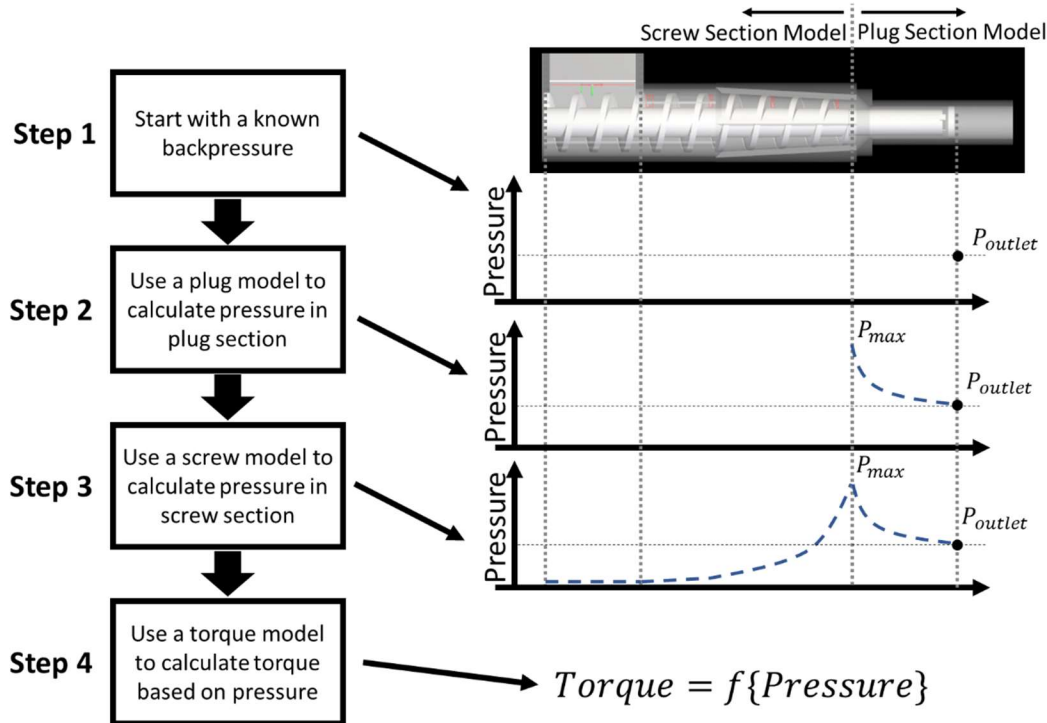 Screw Section Model
Plug Section Model
Step 1
Start with a known
backpressure
Pressure
P_outlet
Step 2
Use a plug model to
calculate pressure in
plug section
Pressure
P_max
P_outlet
Step 3
Use a screw model to
calculate pressure in
screw section
Pressure
P_max
P_outlet
Step 4
Use a torque model
to calculate torque
based on pressure
Torque = f{Pressure}